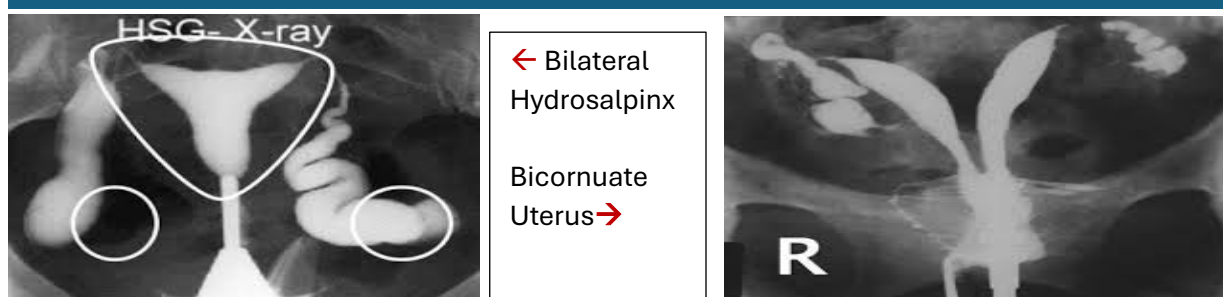 HSG- X-ray
← Bilateral
Hydrosalpinx
Bicornuate
Uterus→
R